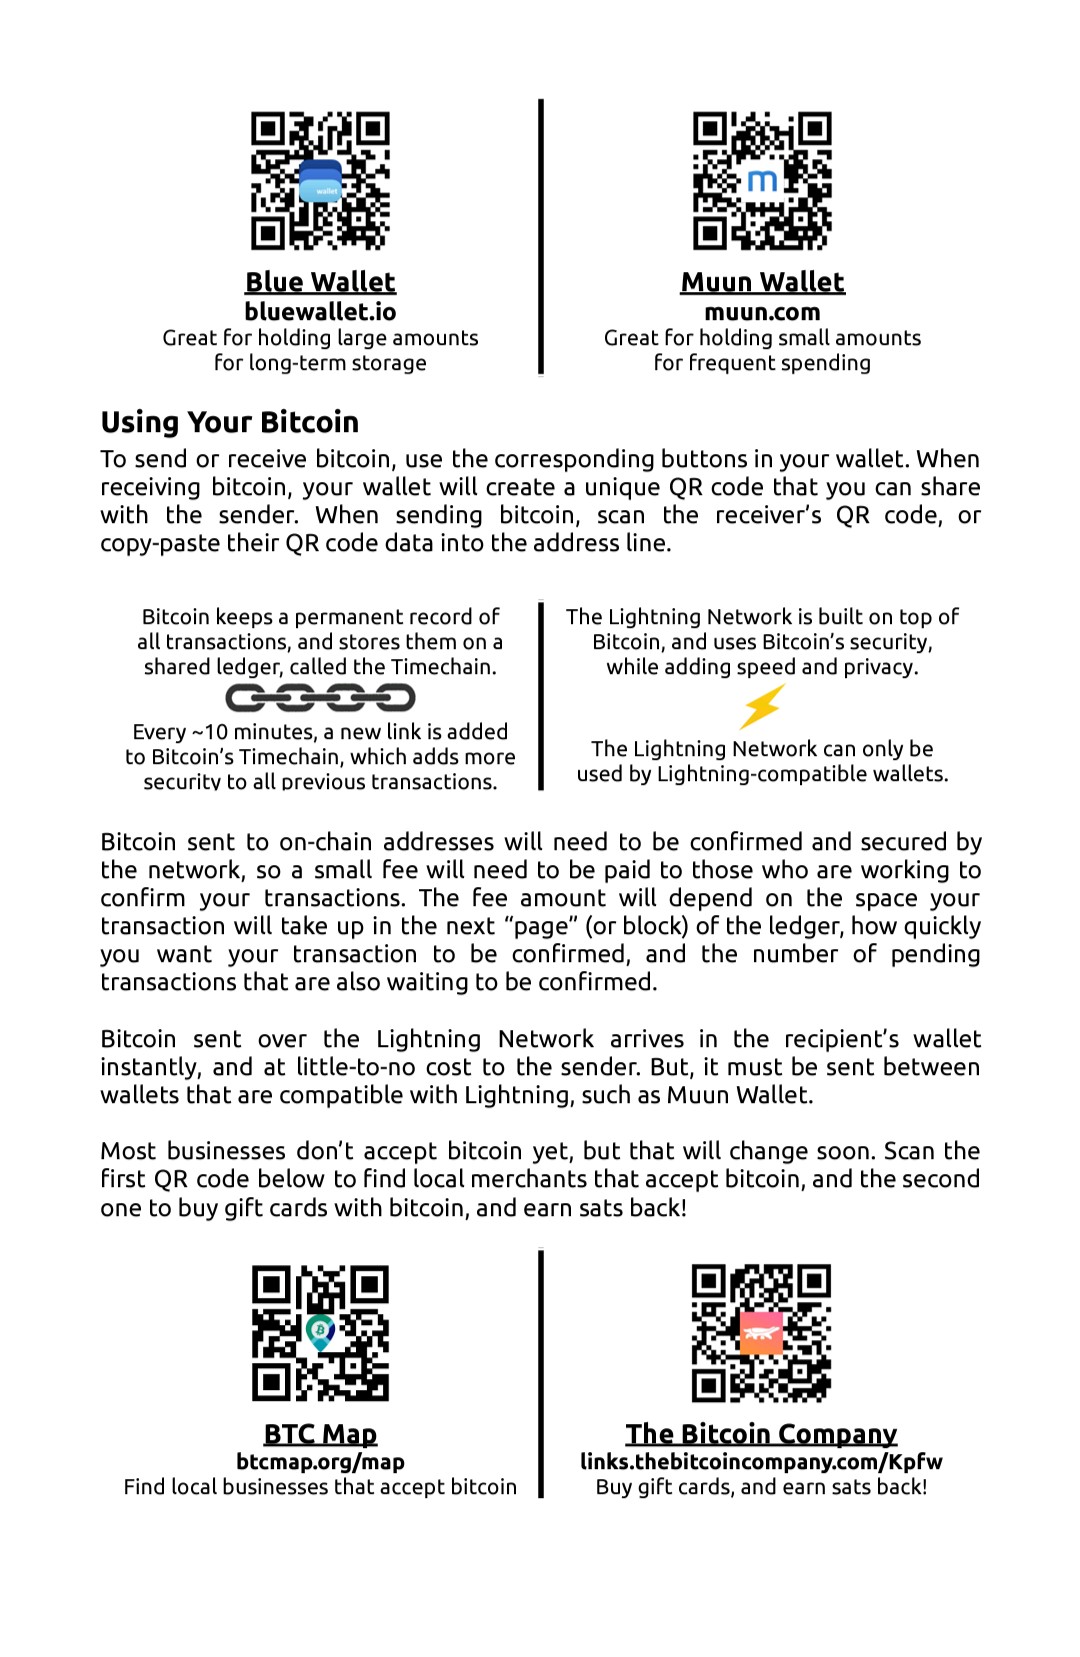 wallet
m
Blue Wallet
bluewallet.io
Great for holding large amounts
for long-term storage
Muun Wallet
muun.com
Great for holding small amounts
for frequent spending
Using Your Bitcoin
To send or receive bitcoin, use the corresponding buttons in your wallet. When
receiving bitcoin, your wallet will create a unique QR code that you can share
with the sender. When sending bitcoin, scan the receiver’s QR code, or
copy-paste their QR code data into the address line.
Bitcoin keeps a permanent record of
all transactions, and stores them on a
shared ledger, called the Timechain.
Every ~10 minutes, a new link is added
to Bitcoin’s Timechain, which adds more
security to all previous transactions.
The Lightning Network is built on top of
Bitcoin, and uses Bitcoin’s security,
while adding speed and privacy.
The Lightning Network can only be
used by Lightning-compatible wallets.
Bitcoin sent to on-chain addresses will need to be confirmed and secured by
the network, so a small fee will need to be paid to those who are working to
confirm your transactions. The fee amount will depend on the space your
transaction will take up in the next “page” (or block) of the ledger, how quickly
you want your transaction to be confirmed, and the number of pending
transactions that are also waiting to be confirmed.
Bitcoin sent over the Lightning Network arrives in the recipient’s wallet
instantly, and at little-to-no cost to the sender. But, it must be sent between
wallets that are compatible with Lightning, such as Muun Wallet.
Most businesses don’t accept bitcoin yet, but that will change soon. Scan the
first QR code below to find local merchants that accept bitcoin, and the second
one to buy gift cards with bitcoin, and earn sats back!
BTC Map
btcmap.org/map
Find local businesses that accept bitcoin
The Bitcoin Company
links.thebitcoincompany.com/Kpfw
Buy gift cards, and earn sats back!